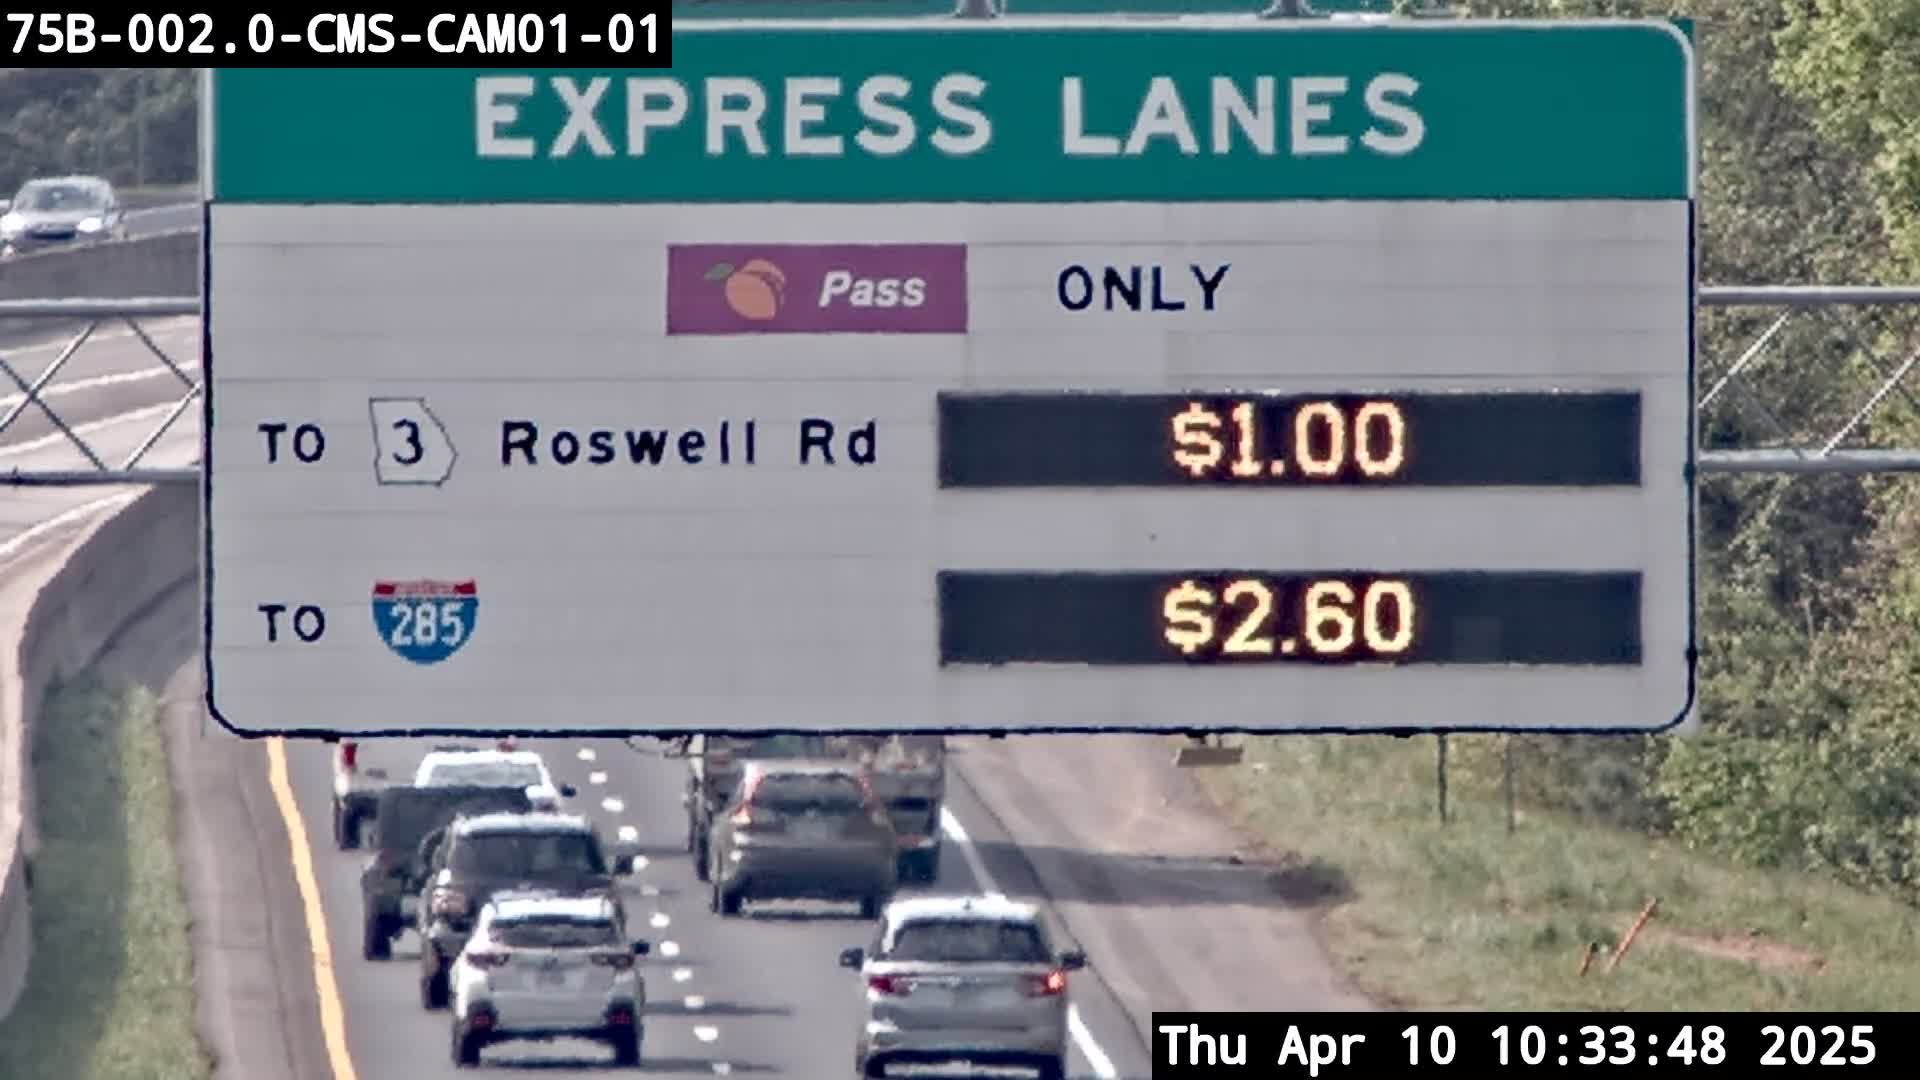 75B-002.0-CMS-CAM01-01
EXPRESS LANES
Pass ONLY
TO 3 Roswell Rd $1.00
TO 285 $2.60
Thu Apr 10 10:33:48 2025